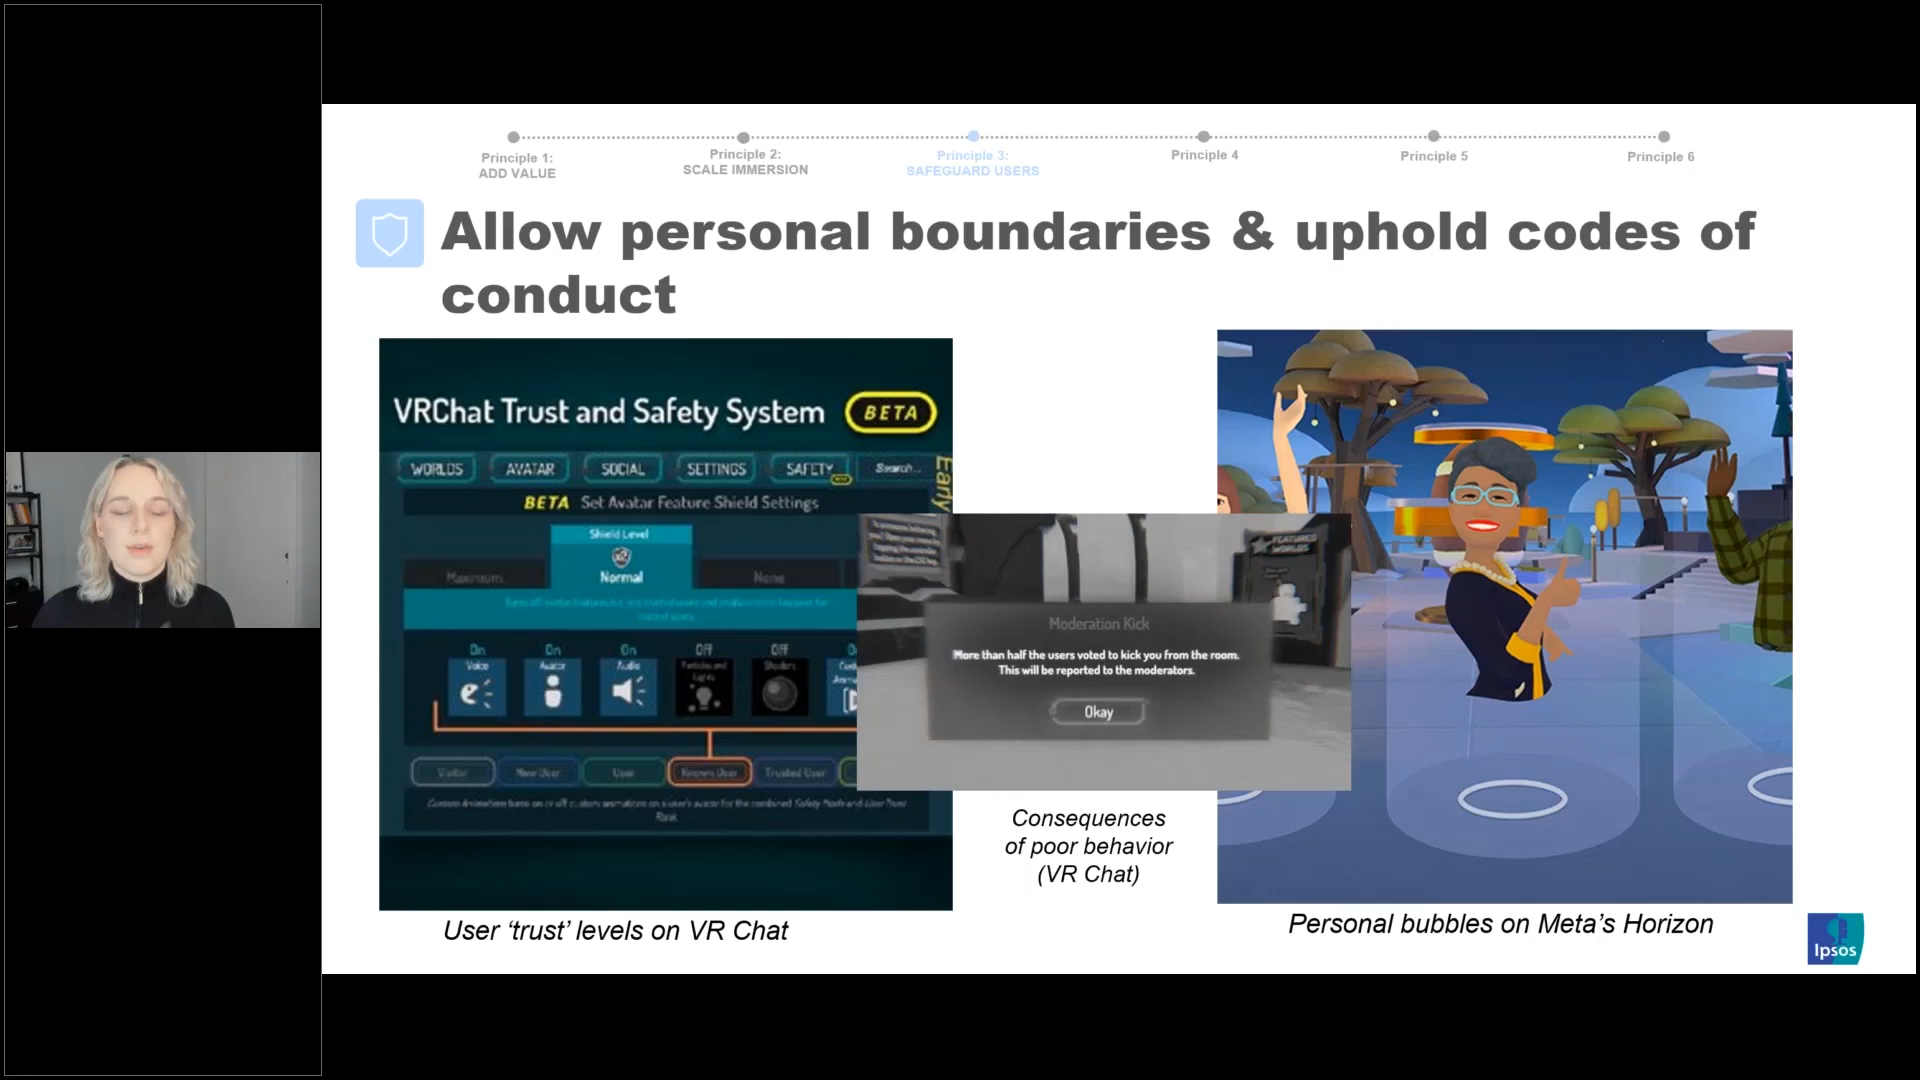 Principle 1:
ADD VALUE
Principle 2:
SCALE IMMERSION
Principle 3:
SAFEGUARD USERS
Principle 4
Principle 5
Principle 6
Allow personal boundaries & uphold codes of
conduct
VRChat Trust and Safety System BETA
WORLDS AVATAR SOCIAL SETTINGS SAFETY Search...
Early
BETA Set Avatar Feature Shield Settings
Shield Level
Maximum Normal None
On On On Off Off
Voice Avatar Audio Particles and Lights Shaders
Visitor New User User Known User Trusted User
FEATURED
WORLDS
Moderation Kick
More than half the users voted to kick you from the room.
This will be reported to the moderators.
Okay
Consequences
of poor behavior
(VR Chat)
User ‘trust’ levels on VR Chat
Personal bubbles on Meta’s Horizon
Ipsos